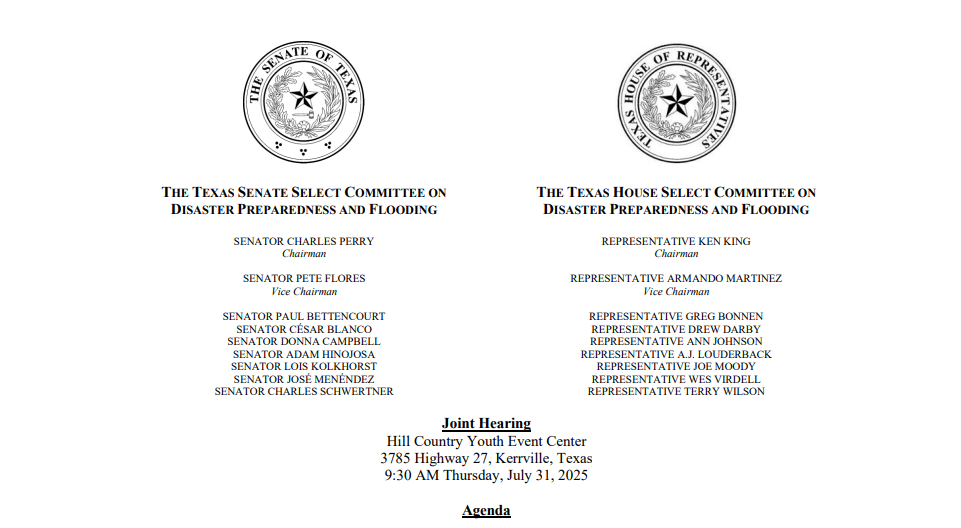 THE SENATE OF TEXAS
TEXAS HOUSE OF REPRESENTATIVES
THE TEXAS SENATE SELECT COMMITTEE ON
DISASTER PREPAREDNESS AND FLOODING
SENATOR CHARLES PERRY
Chairman
SENATOR PETE FLORES
Vice Chairman
SENATOR PAUL BETTENCOURT
SENATOR CÉSAR BLANCO
SENATOR DONNA CAMPBELL
SENATOR ADAM HINOJOSA
SENATOR LOIS KOLKHORST
SENATOR JOSÉ MENÉNDEZ
SENATOR CHARLES SCHWERTNER
THE TEXAS HOUSE SELECT COMMITTEE ON
DISASTER PREPAREDNESS AND FLOODING
REPRESENTATIVE KEN KING
Chairman
REPRESENTATIVE ARMANDO MARTINEZ
Vice Chairman
REPRESENTATIVE GREG BONNEN
REPRESENTATIVE DREW DARBY
REPRESENTATIVE ANN JOHNSON
REPRESENTATIVE A.J. LOUDERBACK
REPRESENTATIVE JOE MOODY
REPRESENTATIVE WES VIRDELL
REPRESENTATIVE TERRY WILSON
Joint Hearing
Hill Country Youth Event Center
3785 Highway 27, Kerrville, Texas
9:30 AM Thursday, July 31, 2025
Agenda